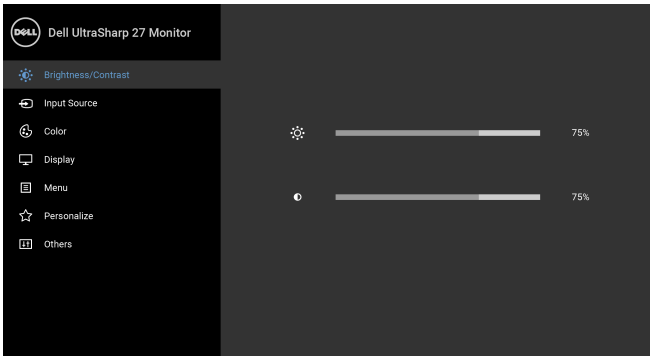 DELL
Dell UltraSharp 27 Monitor
Brightness/Contrast
Input Source
Color
Display
Menu
Personalize
Others
75%
75%